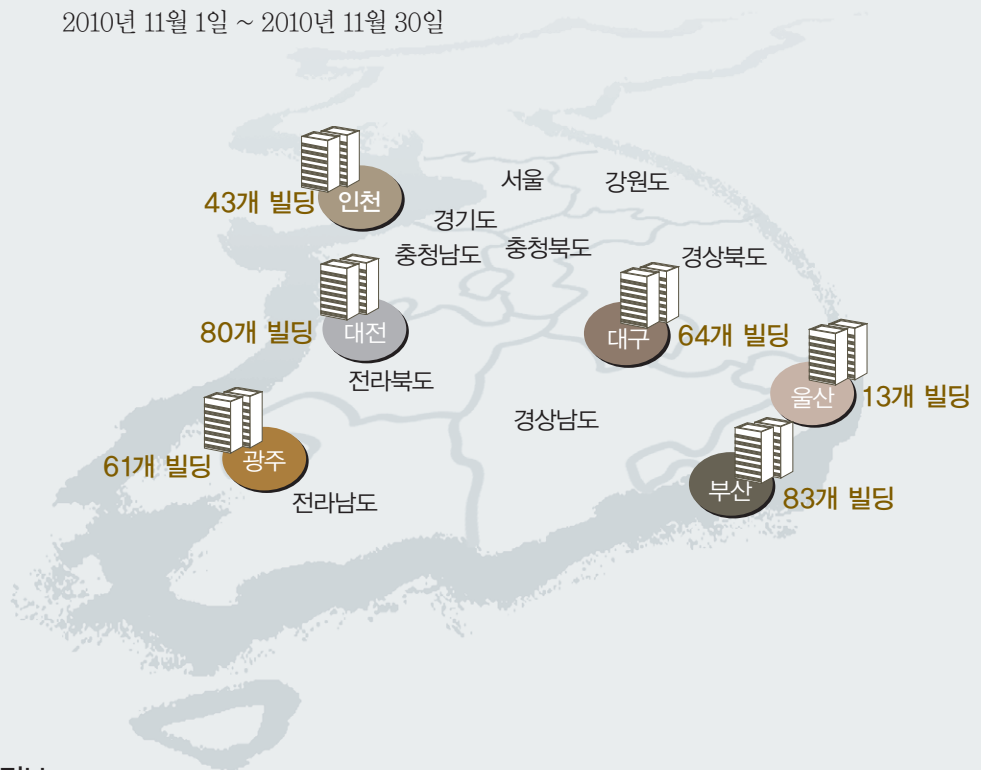 2010년 11월 1일 ~ 2010년 11월 30일
서울
강원도
43개 빌딩
인천
경기도
충청남도
충청북도
경상북도
80개 빌딩
대전
대구
64개 빌딩
전라북도
울산
13개 빌딩
경상남도
61개 빌딩
광주
전라남도
부산
83개 빌딩